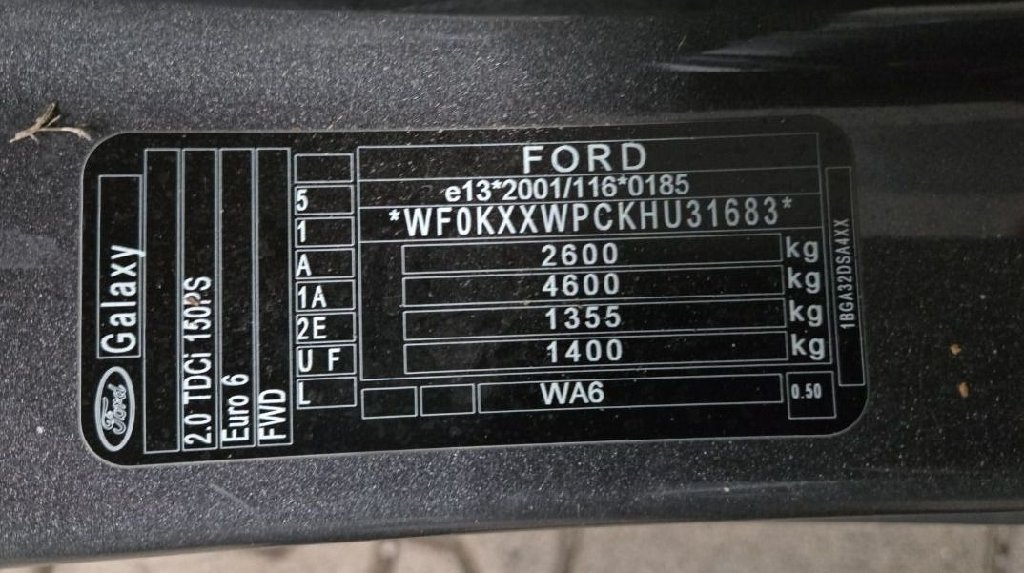 FORD
e13*2001/116*0185
*WF0KXXWPCKHU31683*
2600 kg
4600 kg
1355 kg
1400 kg
WA6
0.50
5
1
A
1A
2E
U F
L
Galaxy
Ford
2.0 TDCi 150PS
Euro 6
FWD
1BGA32DSA4XX